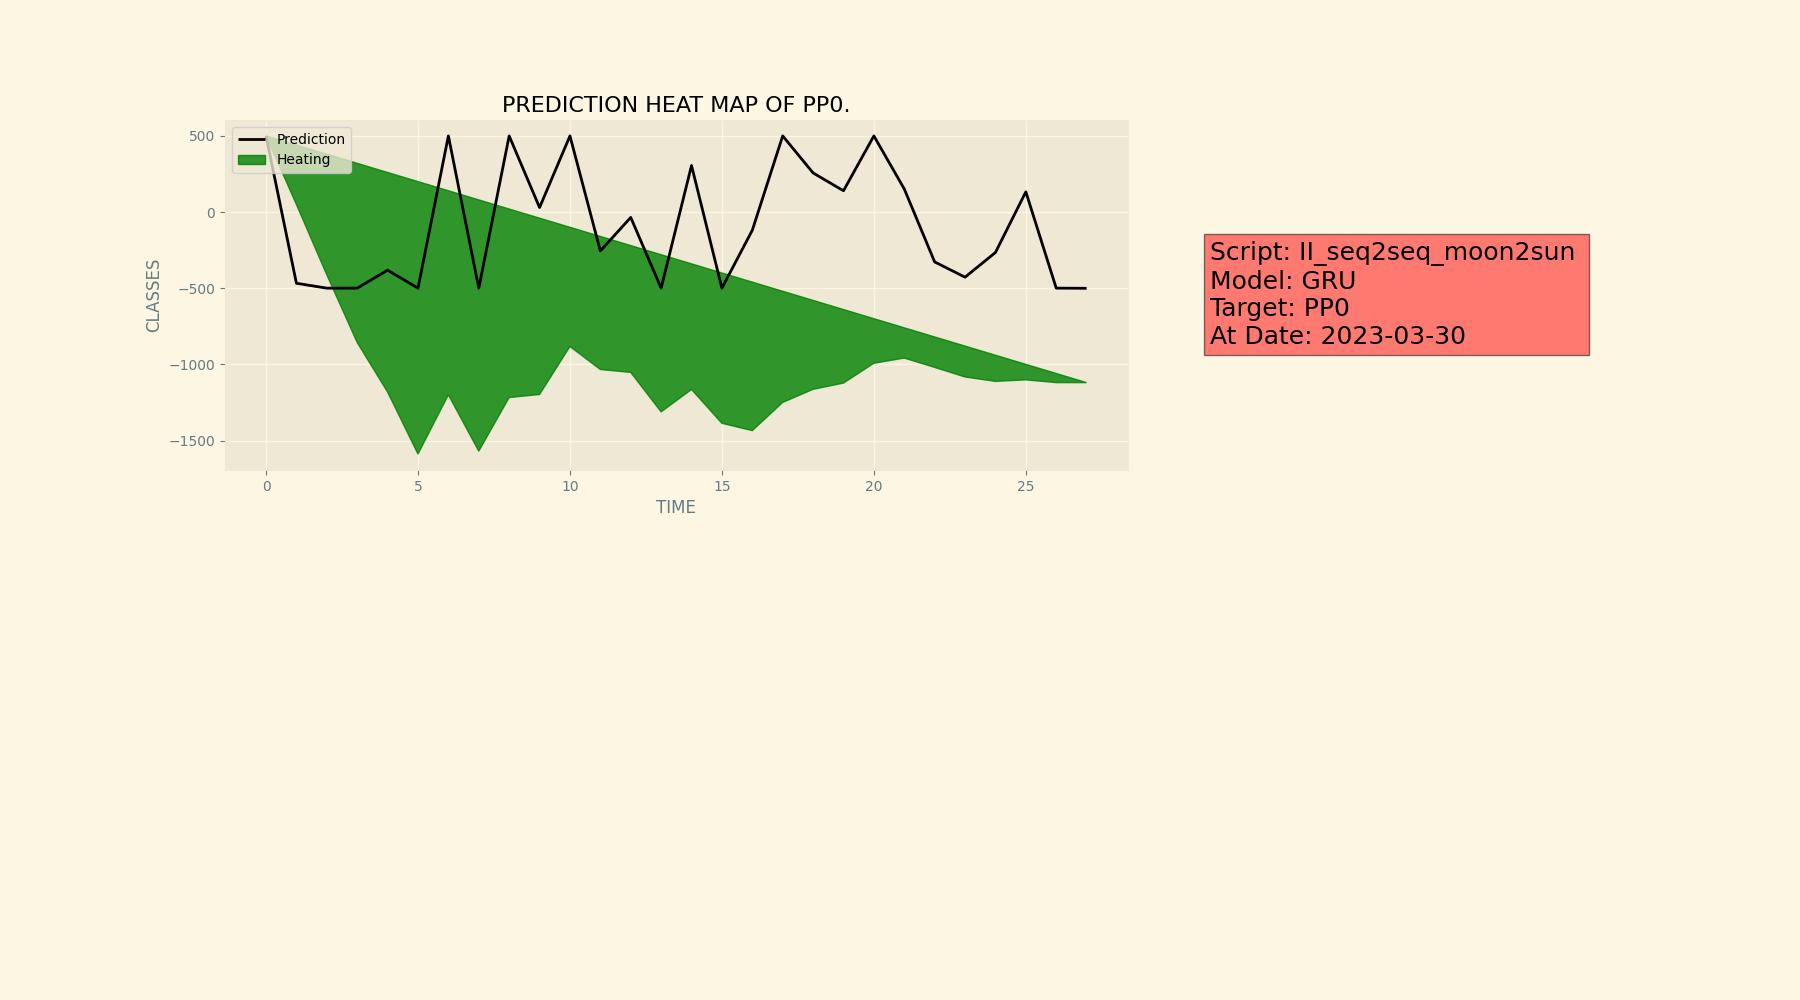 PREDICTION HEAT MAP OF PP0.
Prediction
Heating
500
0
−500
−1000
−1500
CLASSES
0 5 10 15 20 25
TIME
Script: II_seq2seq_moon2sun
Model: GRU
Target: PP0
At Date: 2023-03-30